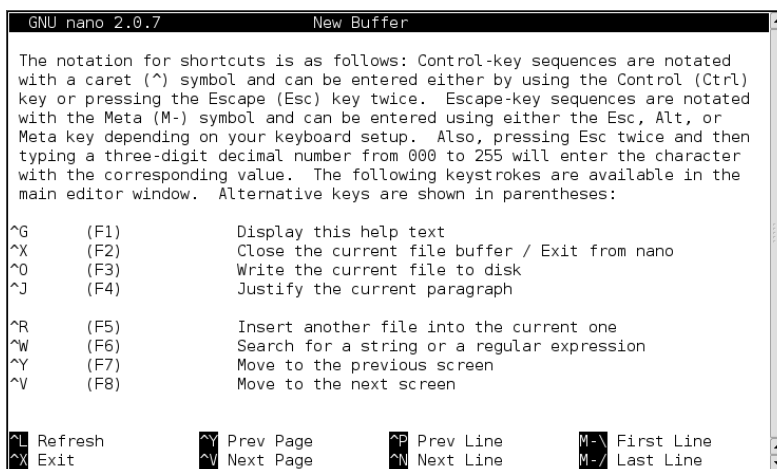 GNU nano 2.0.7 New Buffer
The notation for shortcuts is as follows: Control-key sequences are notated
with a caret (^) symbol and can be entered either by using the Control (Ctrl)
key or pressing the Escape (Esc) key twice. Escape-key sequences are notated
with the Meta (M-) symbol and can be entered using either the Esc, Alt, or
Meta key depending on your keyboard setup. Also, pressing Esc twice and then
typing a three-digit decimal number from 000 to 255 will enter the character
with the corresponding value. The following keystrokes are available in the
main editor window. Alternative keys are shown in parentheses:
^G (F1) Display this help text
^X (F2) Close the current file buffer / Exit from nano
^O (F3) Write the current file to disk
^J (F4) Justify the current paragraph
^R (F5) Insert another file into the current one
^W (F6) Search for a string or a regular expression
^Y (F7) Move to the previous screen
^V (F8) Move to the next screen
^L Refresh ^Y Prev Page ^P Prev Line M-\ First Line
^X Exit ^V Next Page ^N Next Line M-/ Last Line